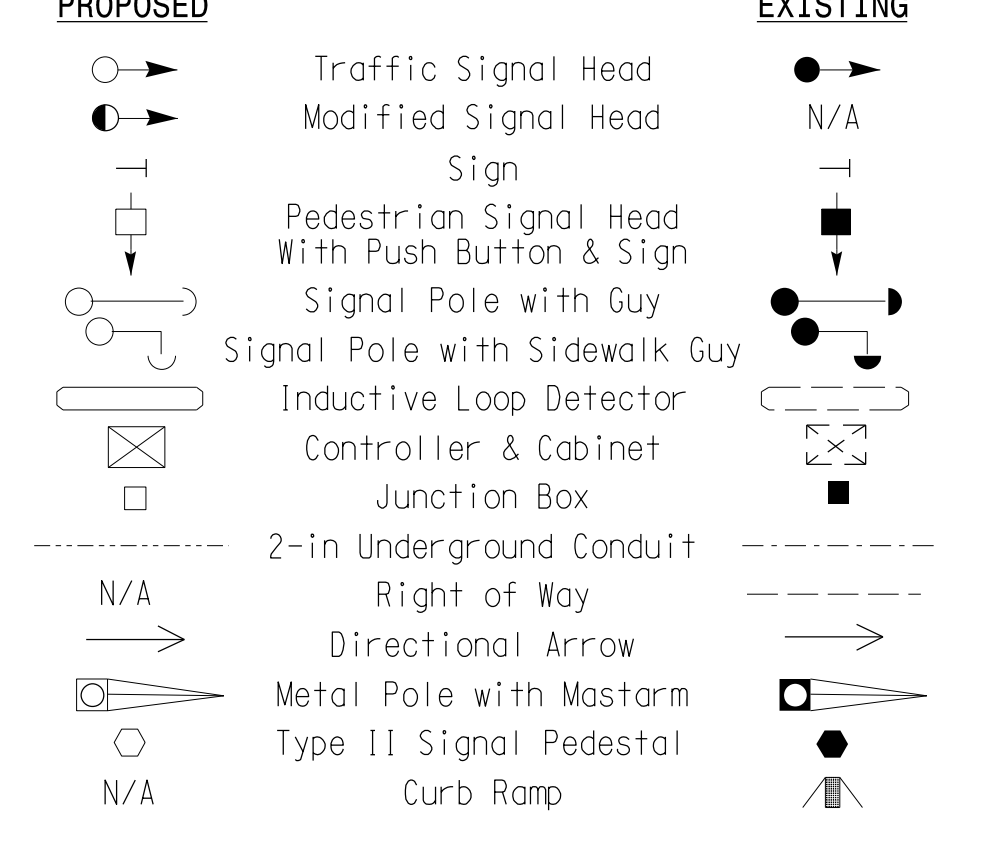 PROPOSED EXISTING
Traffic Signal Head
Modified Signal Head N/A
Sign
Pedestrian Signal Head
With Push Button & Sign
Signal Pole with Guy
Signal Pole with Sidewalk Guy
Inductive Loop Detector
Controller & Cabinet
Junction Box
2-in Underground Conduit
N/A Right of Way
Directional Arrow
Metal Pole with Mastarm
Type II Signal Pedestal
N/A Curb Ramp